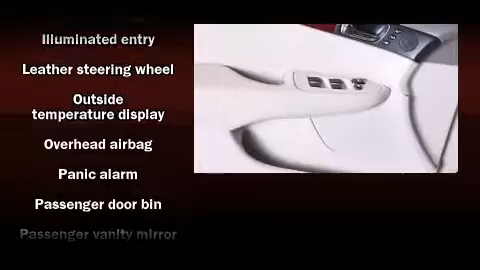 Illuminated entry
Leather steering wheel
Outside
temperature display
Overhead airbag
Panic alarm
Passenger door bin
Passenger vanity mirror